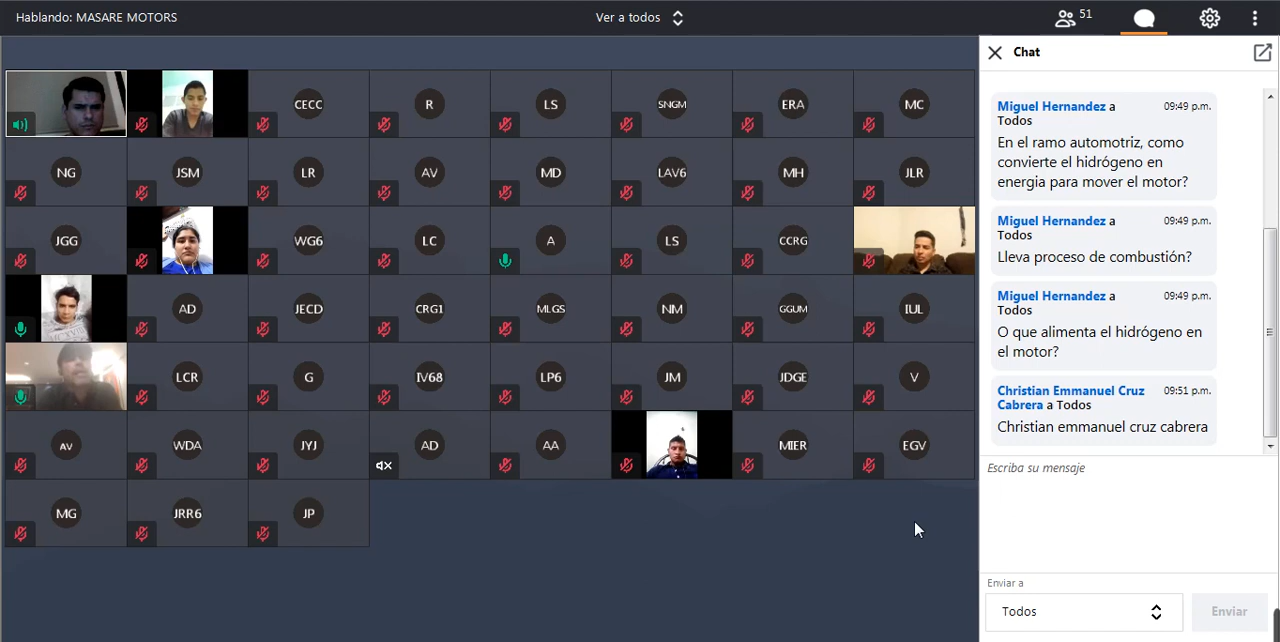 Hablando: MASARE MOTORS
Ver a todos
51
Chat
CECC
R
LS
SNGM
ERA
MC
NG
JSM
LR
AV
MD
LAV6
MH
JLR
JGG
WG6
LC
A
LS
CCRG
AD
JECD
CRG1
MLGS
NM
GGUM
IUL
LCR
G
IV68
LP6
JM
JDGE
V
AV
WDA
JYJ
AD
AA
MIER
EGV
MG
JRR6
JP
Miguel Hernandez a
09:49 p.m.
Todos
En el ramo automotriz, como
convierte el hidrógeno en
energia para mover el motor?
Miguel Hernandez a
09:49 p.m.
Todos
Lleva proceso de combustión?
Miguel Hernandez a
09:49 p.m.
Todos
O que alimenta el hidrógeno en
el motor?
Christian Emmanuel Cruz
09:51 p.m.
Cabrera a Todos
Christian emmanuel cruz cabrera
Escriba su mensaje
Enviar a
Todos
Enviar